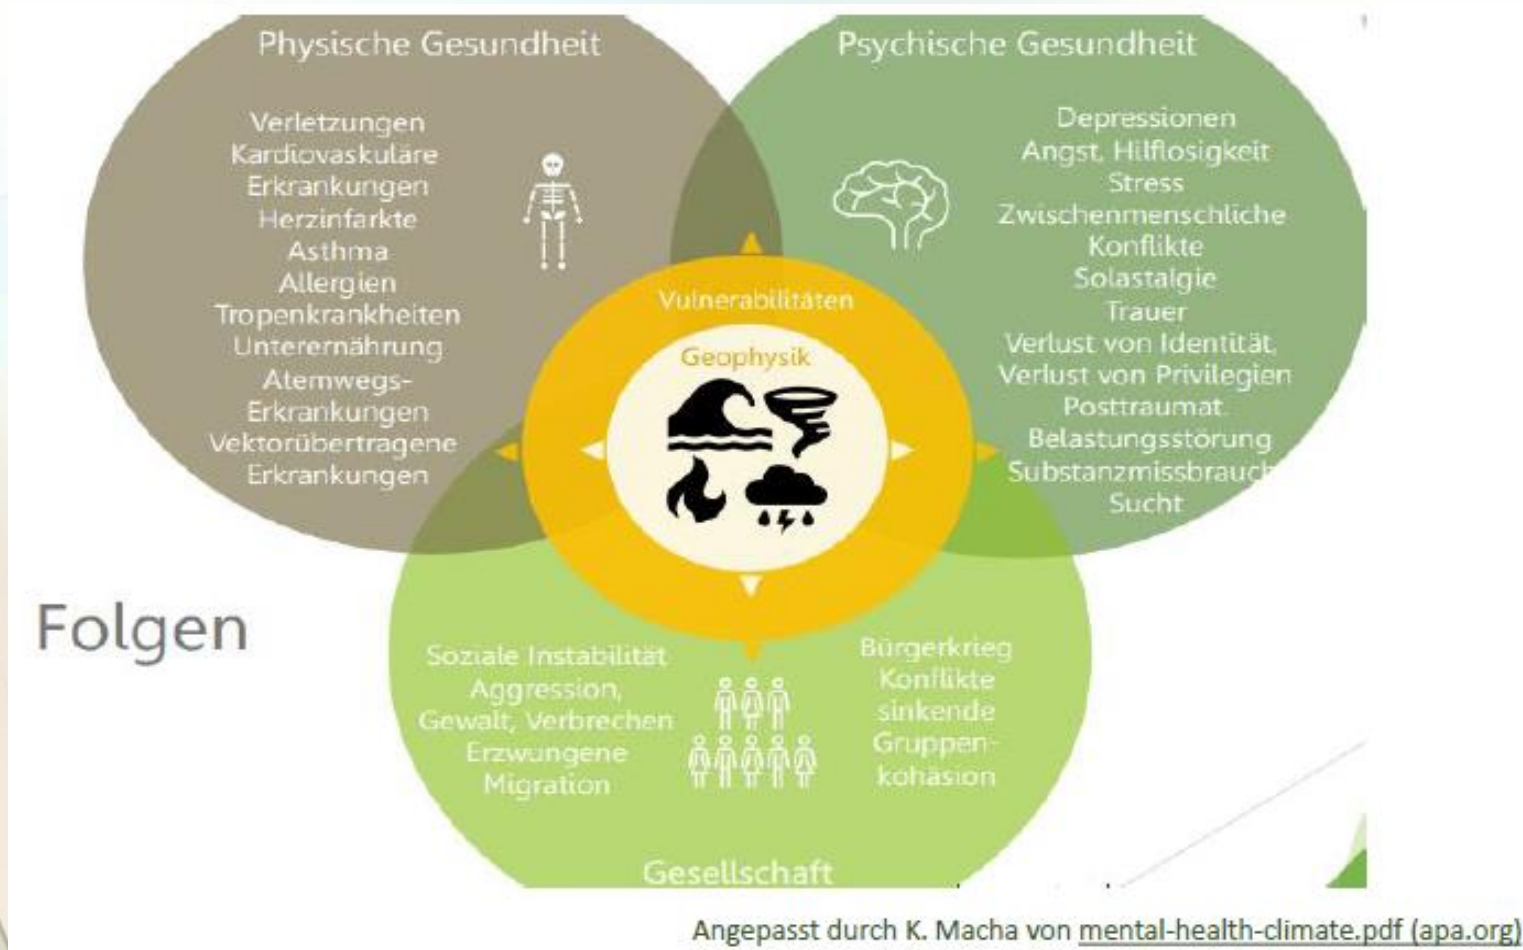 Physische Gesundheit
Verletzungen
Kardiovaskuläre
Erkrankungen
Herzinfarkte
Asthma
Allergien
Tropenkrankheiten
Unterernährung
Atemwegs-
Erkrankungen
Vektorübertragene
Erkrankungen
Psychische Gesundheit
Depressionen
Angst, Hilflosigkeit
Stress
Zwischenmenschliche
Konflikte
Solastalgie
Trauer
Verlust von Identität,
Verlust von Privilegien
Posttraumat.
Belastungsstörung
Substanzmissbrauch
Sucht
Vulnerabilitäten
Geophysik
Folgen
Soziale Instabilität
Aggression,
Gewalt, Verbrechen
Erzwungene
Migration
Bürgerkrieg
Konflikte
sinkende
Gruppen-
kohäsion
Gesellschaft
Angepasst durch K. Macha von mental-health-climate.pdf (apa.org)